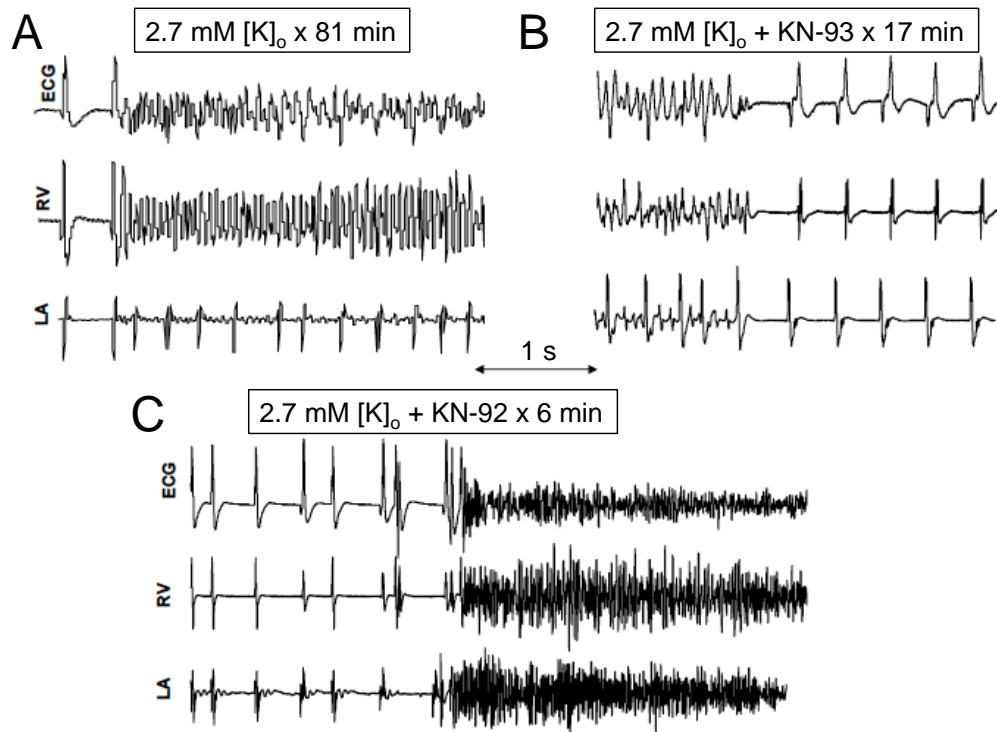 A
2.7 mM [K]o x 81 min
ECG
RV
LA
B
2.7 mM [K]o + KN-93 x 17 min
1 s
C
2.7 mM [K]o + KN-92 x 6 min
ECG
RV
LA